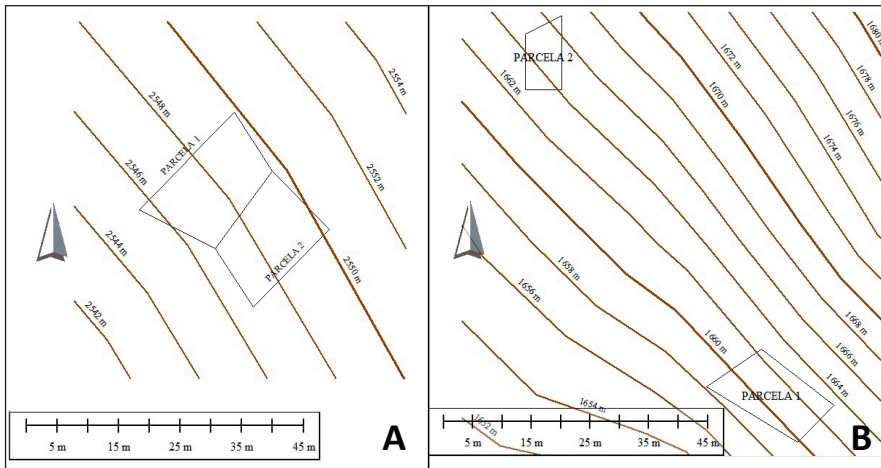 2554 m
2548 m
PARCELA 1
2546 m
2552 m
2544 m
PARCELA 2
2550 m
2542 m
5 m 15 m 25 m 35 m 45 m
A
1680 m
1672 m
PARCELA 2
1662 m
1678 m
1670 m
1676 m
1674 m
1658 m
1656 m
1668 m
1660 m
1666 m
1664 m
PARCELA 1
1654 m
1652 m
5 m 15 m 25 m 35 m 45 m
B